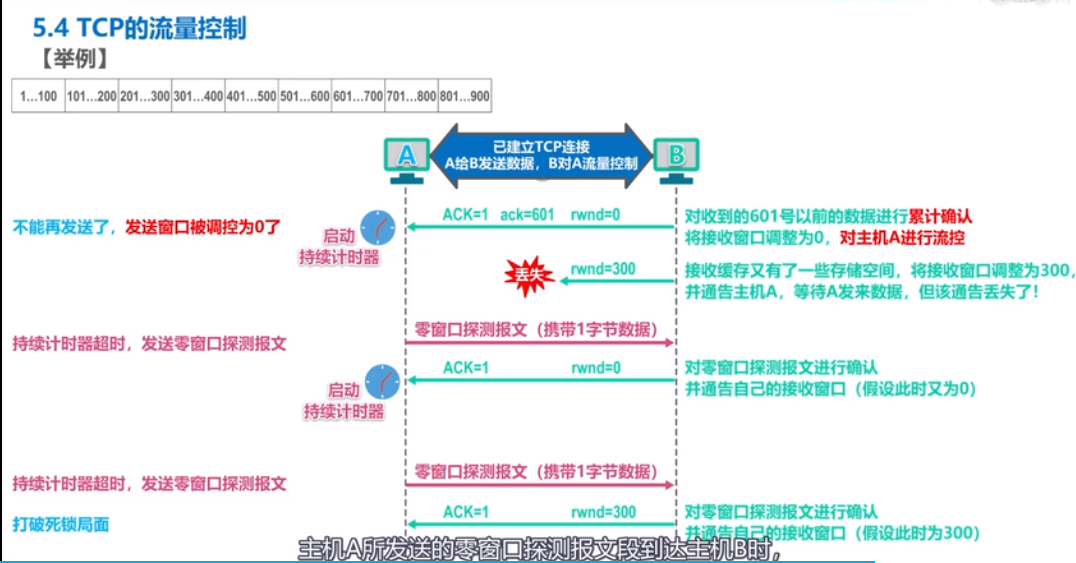 5.4 TCP的流量控制
【举例】
1...100 101...200 201...300 301...400 401...500 501...600 601...700 701...800 801...900
已建立TCP连接
A给B发送数据，B对A流量控制
A
B
不能再发送了，发送窗口被调控为0了
启动
持续计时器
ACK=1 ack=601 rwnd=0
对收到的601号以前的数据进行累计确认
将接收窗口调整为0，对主机A进行流控
丢失
rwnd=300
接收缓存又有了一些存储空间，将接收窗口调整为300，
并通告主机A，等待A发来数据，但该通告丢失了！
持续计时器超时，发送零窗口探测报文
零窗口探测报文（携带1字节数据）
启动
持续计时器
ACK=1 rwnd=0
对零窗口探测报文进行确认
并通告自己的接收窗口（假设此时又为0）
持续计时器超时，发送零窗口探测报文
零窗口探测报文（携带1字节数据）
打破死锁局面
ACK=1 rwnd=300
对零窗口探测报文进行确认
并通告自己的接收窗口（假设此时为300）
主机A所发送的零窗口探测报文段到达主机B时，